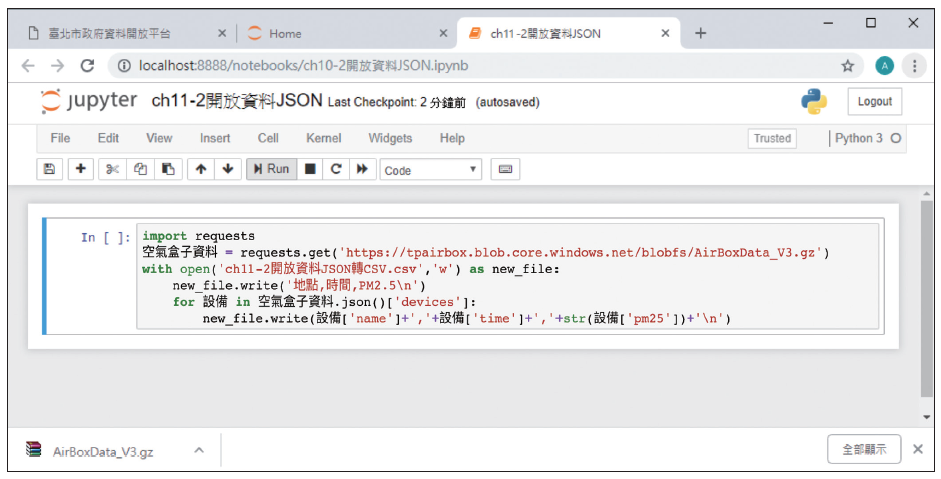 臺北市政府資料開放平台 × Home × ch11-2開放資料JSON × +
localhost:8888/notebooks/ch10-2開放資料JSON.ipynb A
jupyter ch11-2開放資料JSON Last Checkpoint: 2 分鐘前 (autosaved) Logout
File Edit View Insert Cell Kernel Widgets Help Trusted Python 3
Run Code
In [ ]: import requests
空氣盒子資料 = requests.get('https://tpairbox.blob.core.windows.net/blobfs/AirBoxData_V3.gz')
with open('ch11-2開放資料JSON轉CSV.csv','w') as new_file:
new_file.write('地點,時間,PM2.5\n')
for 設備 in 空氣盒子資料.json()['devices']:
new_file.write(設備['name']+','+設備['time']+','+str(設備['pm25'])+'\n')
AirBoxData_V3.gz 全部顯示